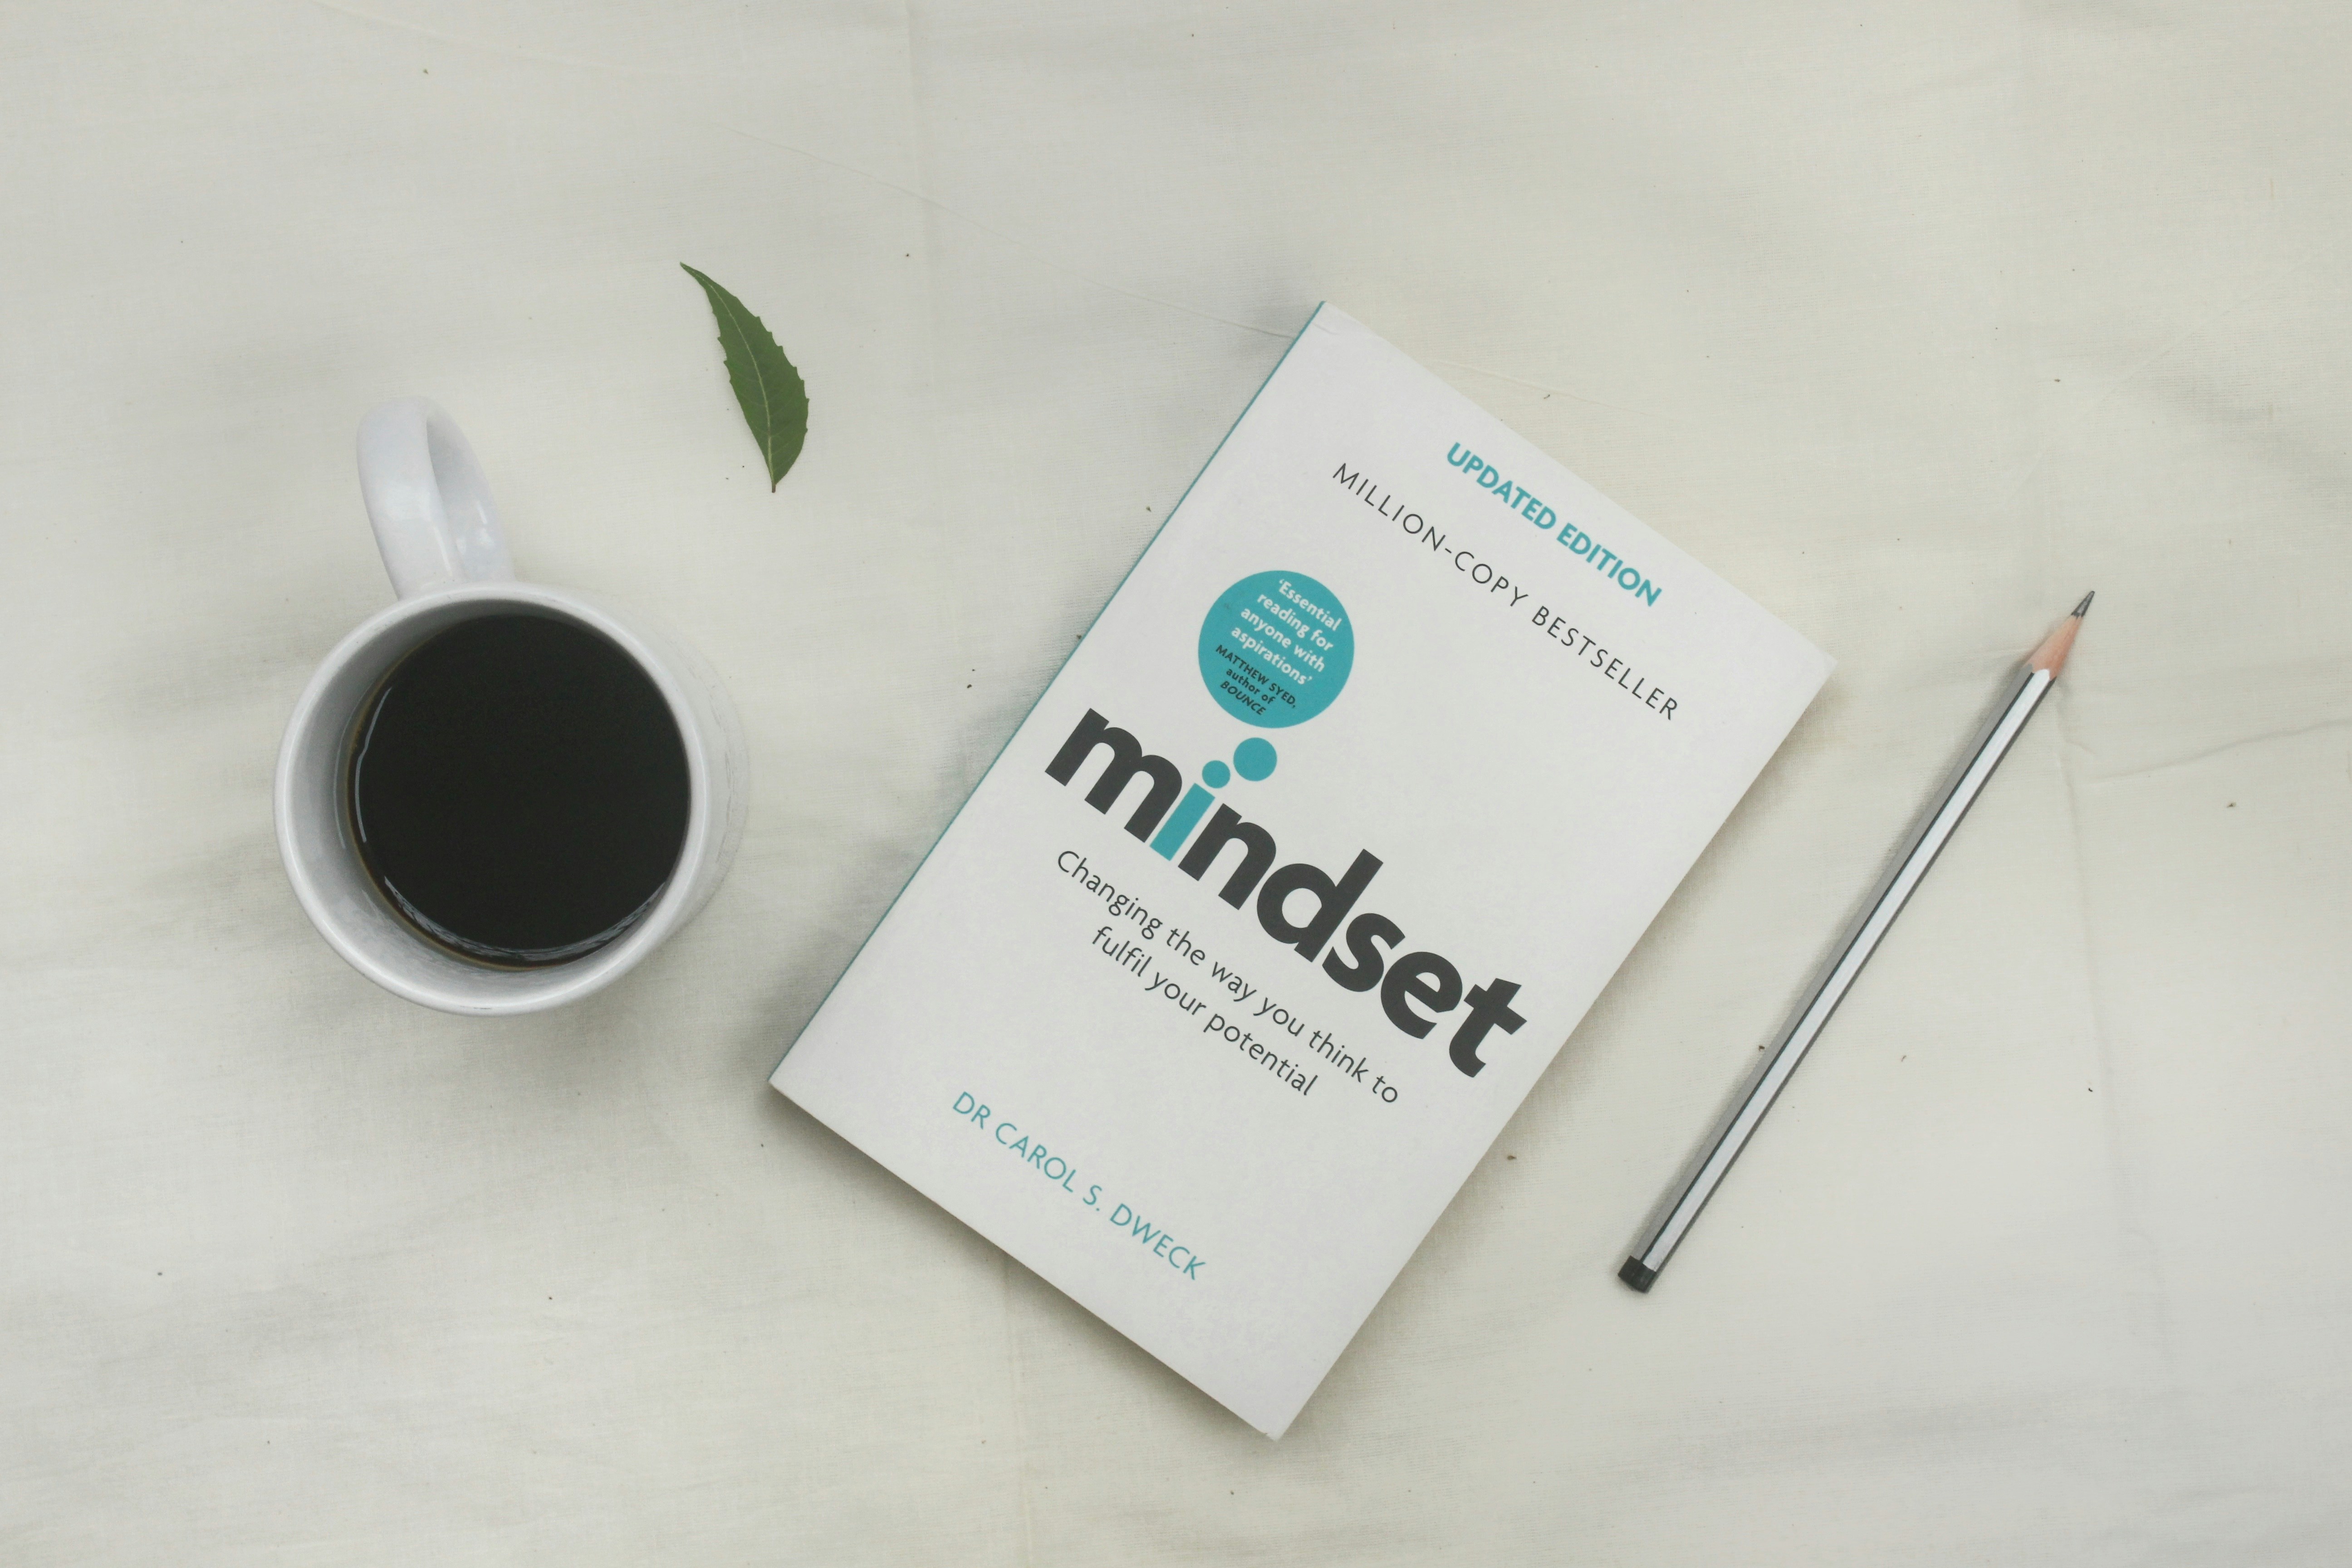 UPDATED EDITION
MILLION-COPY BESTSELLER
‘Essential
reading for
anyone with
aspirations’
MATTHEW SYED,
author of
BOUNCE
mindset
Changing the way you think to
fulfil your potential
DR CAROL S. DWECK